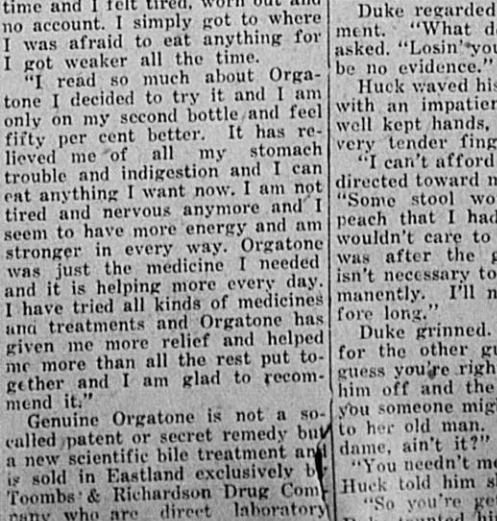 time and I felt tired, worn out and
no account. I simply got to where
I was afraid to eat anything for
I got weaker all the time.
"I read so much about Orga-
tone I decided to try it and I am
only on my second bottle and feel
fifty per cent better. It has re-
lieved me of all my stomach
trouble and indigestion and I can
eat anything I want now. I am not
tired and nervous anymore and I
seem to have more energy and am
stronger in every way. Orgatone
was just the medicine I needed
and it is helping more every day.
I have tried all kinds of medicines
and treatments and Orgatone has
given me more relief and helped
me more than all the rest put to-
gether and I am glad to recom-
mend it."
Genuine Orgatone is not a so-
called patent or secret remedy but
a new scientific bile treatment and
is sold in Eastland exclusively by
Toombs & Richardson Drug Com-
pany who are direct laboratory
Duke regarded
ment. "What d
asked. "Losin' you
be no evidence."
Huck waved his
with an impatien
well kept hands,
very tender fing
"I can't afford
directed toward m
"Some stool wo
peach that I had
wouldn't care to
was after the g
isn't necessary to
manently. I'll n
fore long."
Duke grinned.
for the other gu
guess you're righ
him off and the
you someone mig
to her old man.
dame, ain't it?"
"You needn't me
Huck told him s
"So you're ge